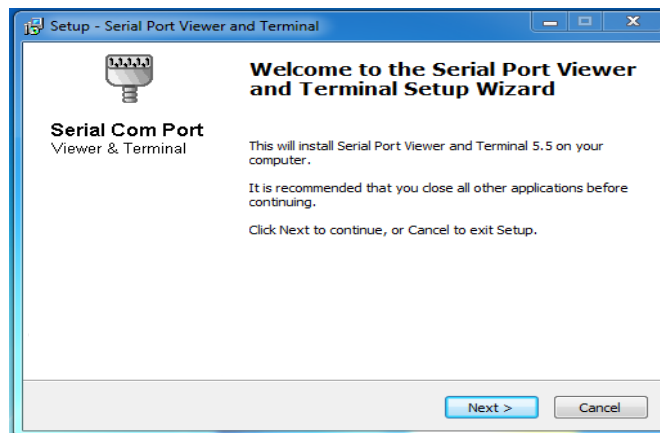 Setup - Serial Port Viewer and Terminal
Serial Com Port
Viewer & Terminal
Welcome to the Serial Port Viewer
and Terminal Setup Wizard
This will install Serial Port Viewer and Terminal 5.5 on your
computer.
It is recommended that you close all other applications before
continuing.
Click Next to continue, or Cancel to exit Setup.
Next >
Cancel